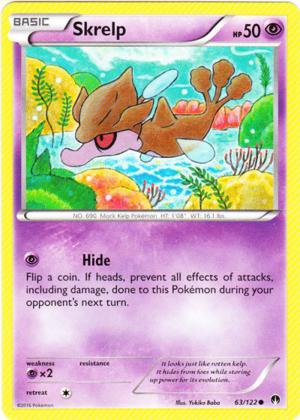 BASIC
Skrelp
HP50
NO. 690 Mock Kelp Pokémon HT: 1'08" WT: 16.1 lbs.
Hide
Flip a coin. If heads, prevent all effects of attacks,
including damage, done to this Pokémon during your
opponent's next turn.
weakness
resistance
×2
retreat
It looks just like rotten kelp.
It hides from foes while storing
up power for its evolution.
©2016 Pokémon
Illus. Yukiko Baba
63/122